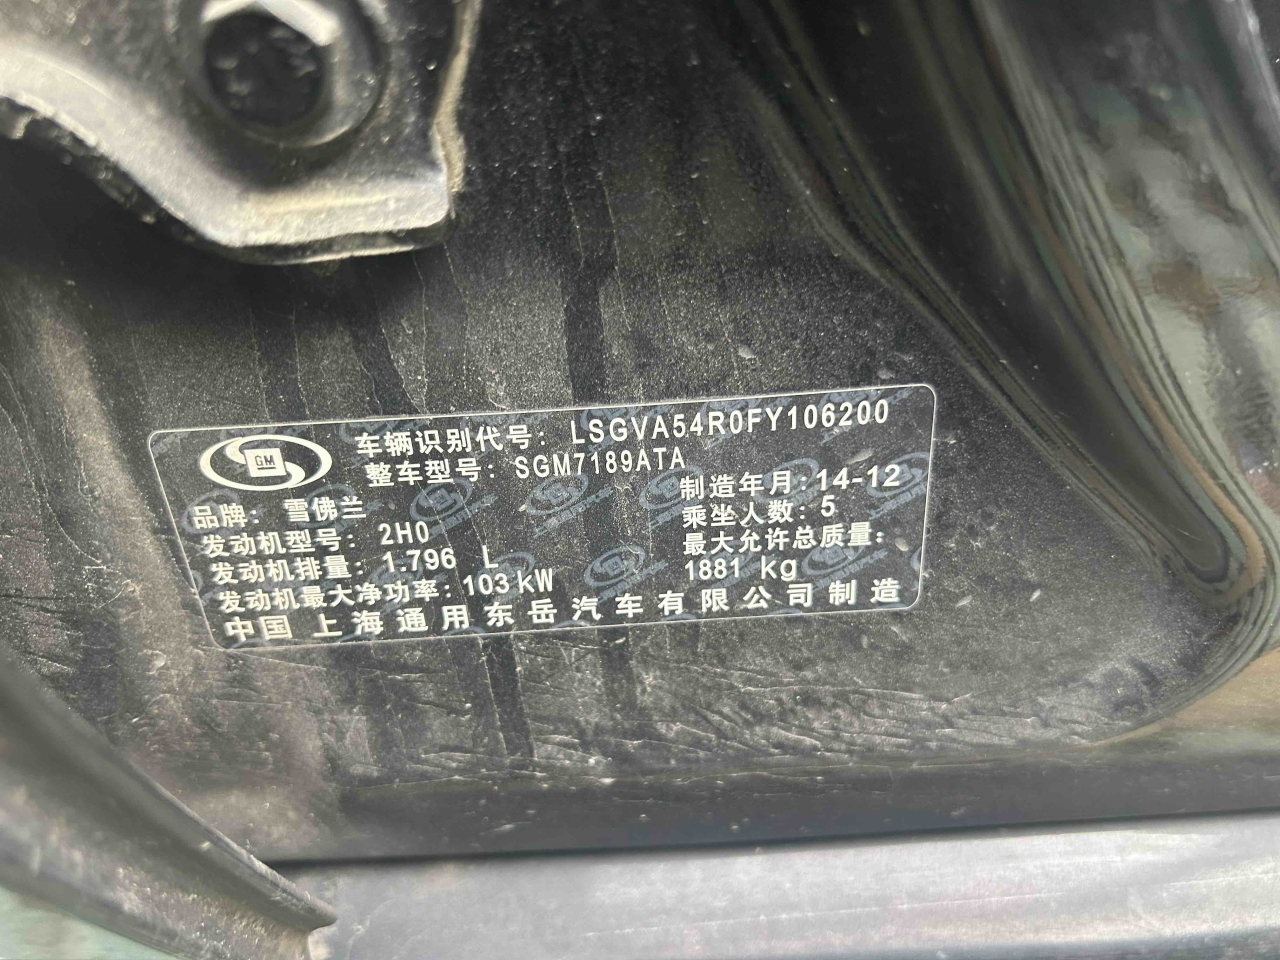 GM
车辆识别代号：LSGVA54R0FY106200
整车型号：SGM7189ATA
品牌：雪佛兰
制造年月：14-12
发动机型号：2H0
乘坐人数：5
发动机排量：1.796 L
最大允许总质量：
1881 kg
发动机最大净功率：103 kW
中国 上海通用东岳汽车有限公司制造